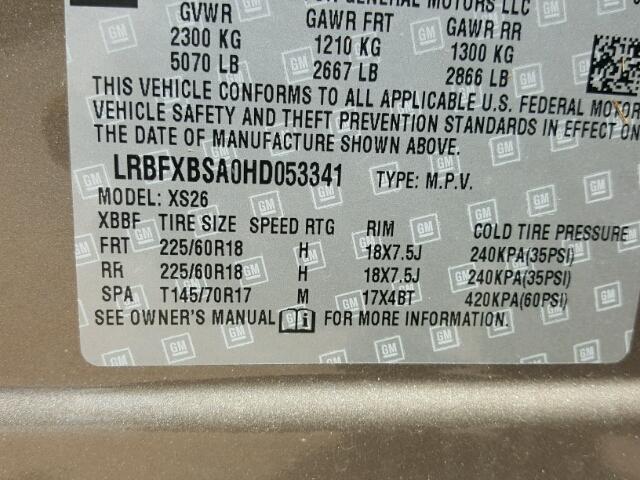 GENERAL MOTORS LLC
GVWR GAWR FRT GAWR RR
2300 KG 1210 KG 1300 KG
5070 LB 2667 LB 2866 LB
THIS VEHICLE CONFORMS TO ALL APPLICABLE U.S. FEDERAL MOTOR
VEHICLE SAFETY AND THEFT PREVENTION STANDARDS IN EFFECT ON
THE DATE OF MANUFACTURE SHOWN ABOVE.
LRBFXBSA0HD053341 TYPE: M.P.V.
MODEL: XS26
XBBF TIRE SIZE SPEED RTG RIM COLD TIRE PRESSURE
FRT 225/60R18 H 18X7.5J 240KPA(35PSI)
RR 225/60R18 H 18X7.5J 240KPA(35PSI)
SPA T145/70R17 M 17X4BT 420KPA(60PSI)
SEE OWNER'S MANUAL FOR MORE INFORMATION.